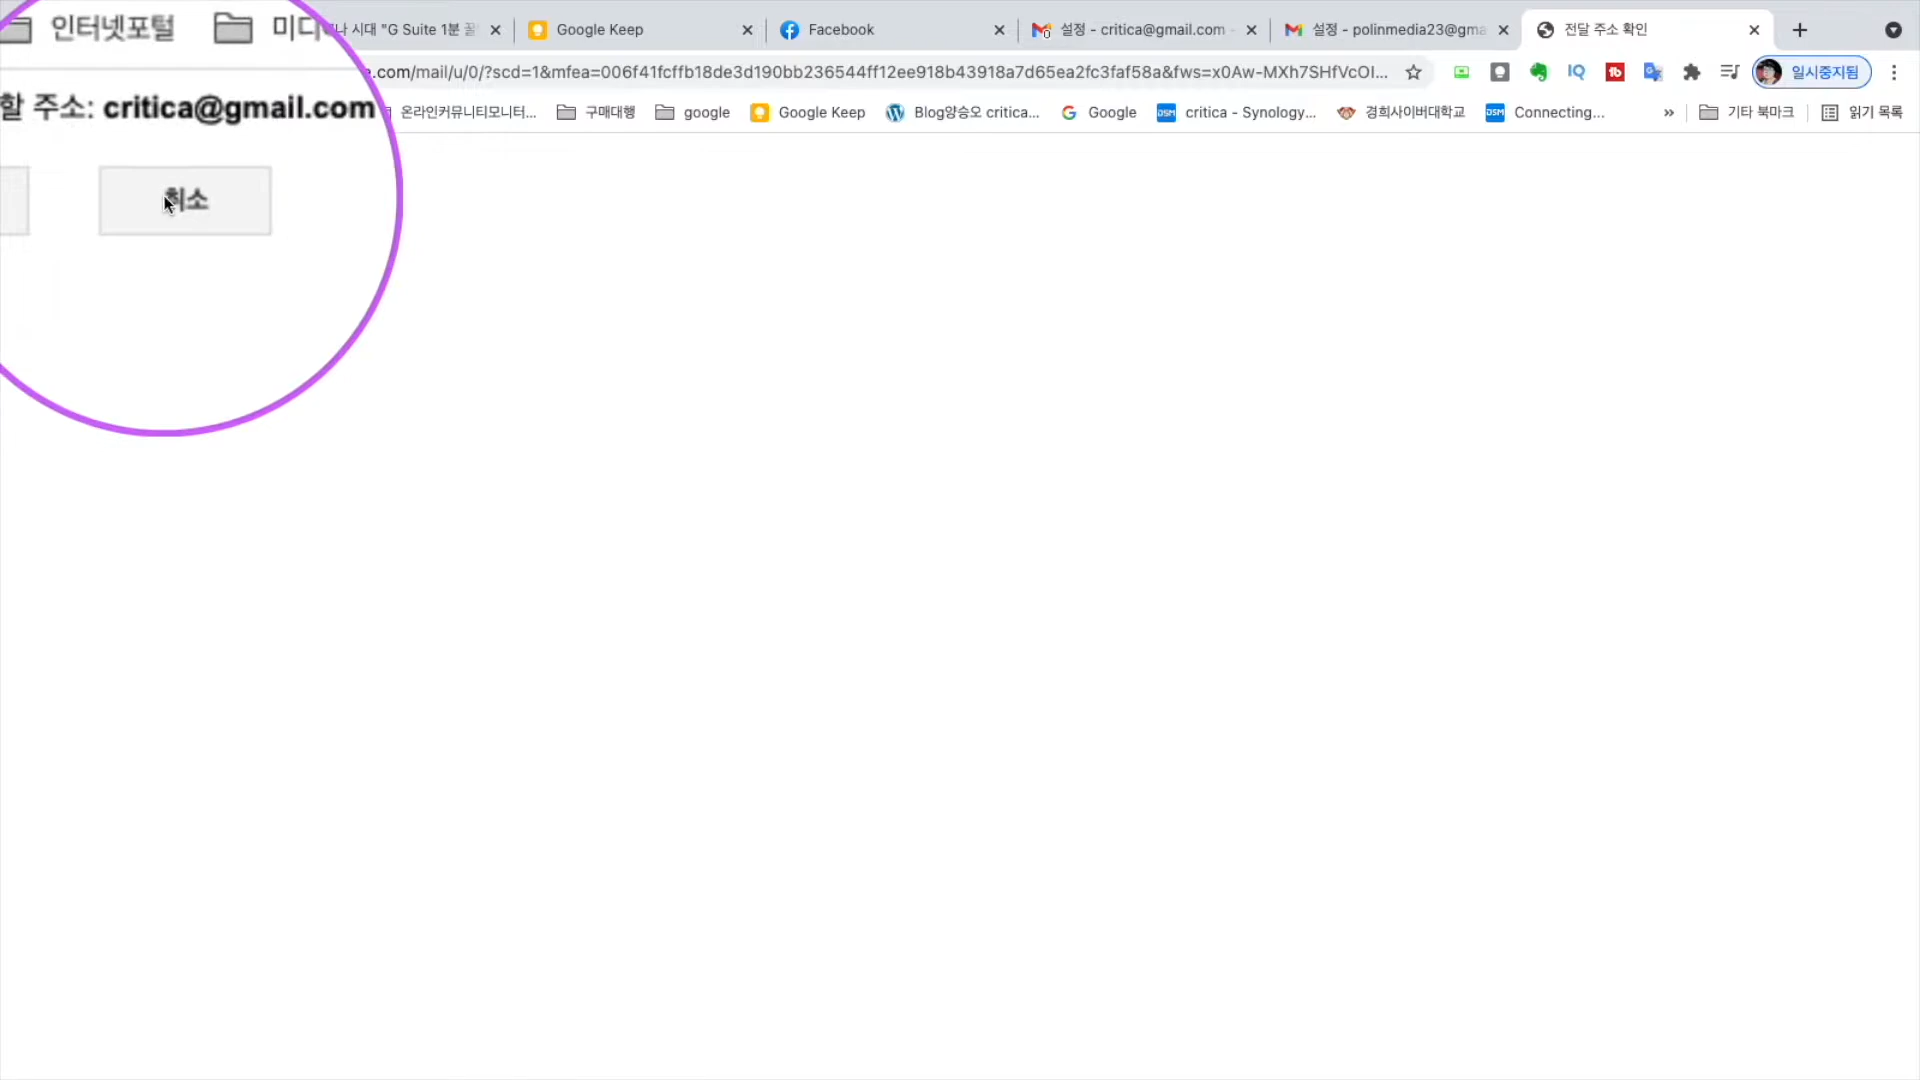 인터넷포털
시대 "G Suite 1분
Google Keep
Facebook
설정 - critica@gmail.com -
설정 - polinmedia23@gma
전달 주소 확인
.com/mail/u/0/?scd=1&mfea=006f41fcffb18de3d190bb236544ff12ee918b43918a7d65ea2fc3faf58a&fws=x0Aw-MXh7SHfVcOI...
일시중지됨
할 주소: critica@gmail.com
온라인커뮤니티모니터...
구매대행
google
Google Keep
Blog양승오 critica...
Google
DSM
critica - Synology...
경희사이버대학교
DSM
Connecting...
»
기타 북마크
읽기 목록
취소